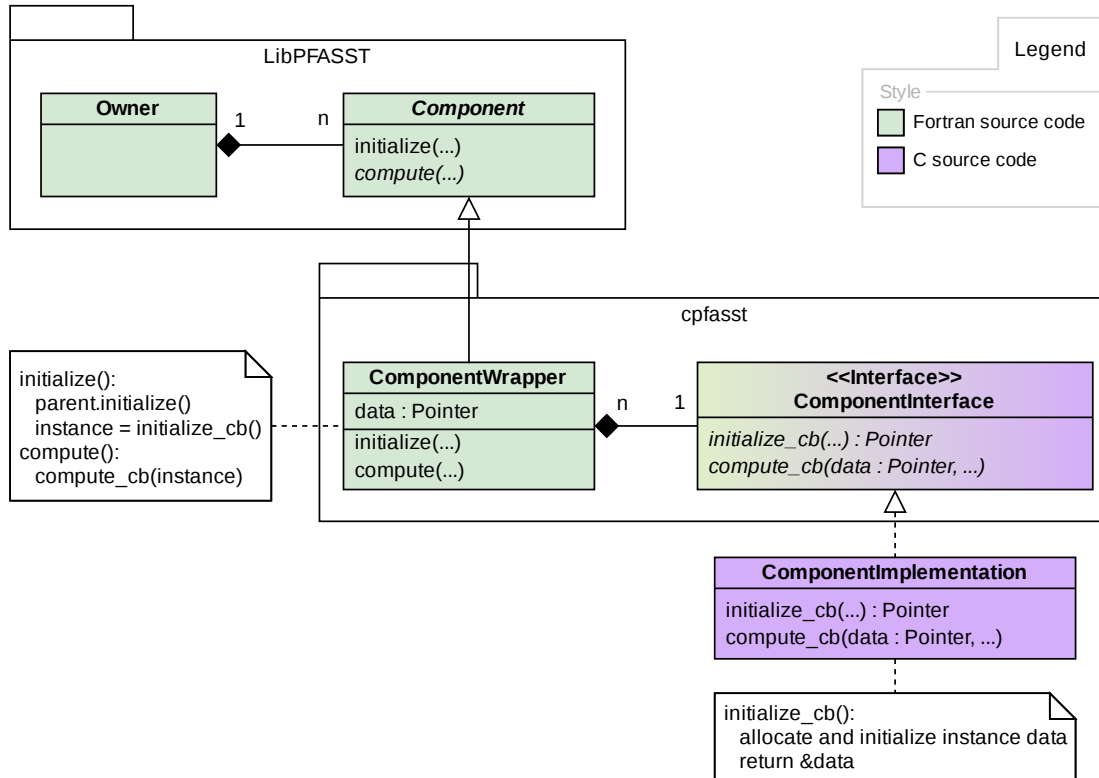 LibPFASST
Owner
1
n
Component
initialize(...)
compute(...)
Legend
Style
Fortran source code
C source code
cpfasst
initialize():
parent.initialize()
instance = initialize_cb()
compute():
compute_cb(instance)
ComponentWrapper
data : Pointer
initialize(...)
compute(...)
n
1
<<Interface>>
ComponentInterface
initialize_cb(...) : Pointer
compute_cb(data : Pointer, ...)
ComponentImplementation
initialize_cb(...) : Pointer
compute_cb(data : Pointer, ...)
initialize_cb():
allocate and initialize instance data
return &data